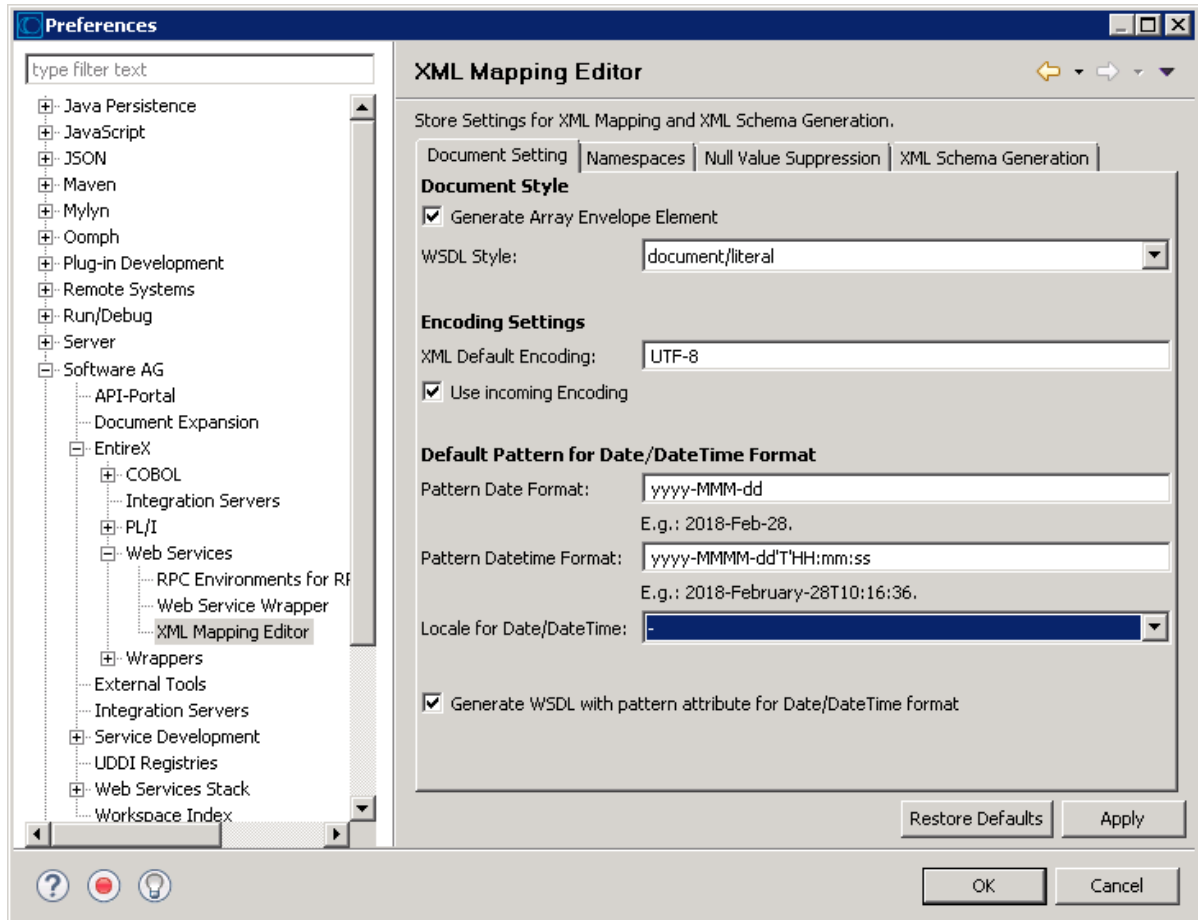 Preferences
type filter text
Java Persistence
JavaScript
JSON
Maven
Mylyn
Oomph
Plug-in Development
Remote Systems
Run/Debug
Server
Software AG
API-Portal
Document Expansion
EntireX
COBOL
Integration Servers
PL/I
Web Services
RPC Environments for
Web Service Wrapper
XML Mapping Editor
Wrappers
External Tools
Integration Servers
Service Development
UDDI Registries
Web Services Stack
Workspace Index
XML Mapping Editor
Store Settings for XML Mapping and XML Schema Generation.
Document Setting Namespaces Null Value Suppression XML Schema Generation
Document Style
Generate Array Envelope Element
WSDL Style: document/literal
Encoding Settings
XML Default Encoding: UTF-8
Use incoming Encoding
Default Pattern for Date/DateTime Format
Pattern Date Format: yyyy-MMM-dd
E.g.: 2018-Feb-28.
Pattern Datetime Format: yyyy-MMMM-dd'T'HH:mm:ss
E.g.: 2018-February-28T10:16:36.
Locale for Date/DateTime: -
Generate WSDL with pattern attribute for Date/DateTime format
Restore Defaults Apply
OK Cancel